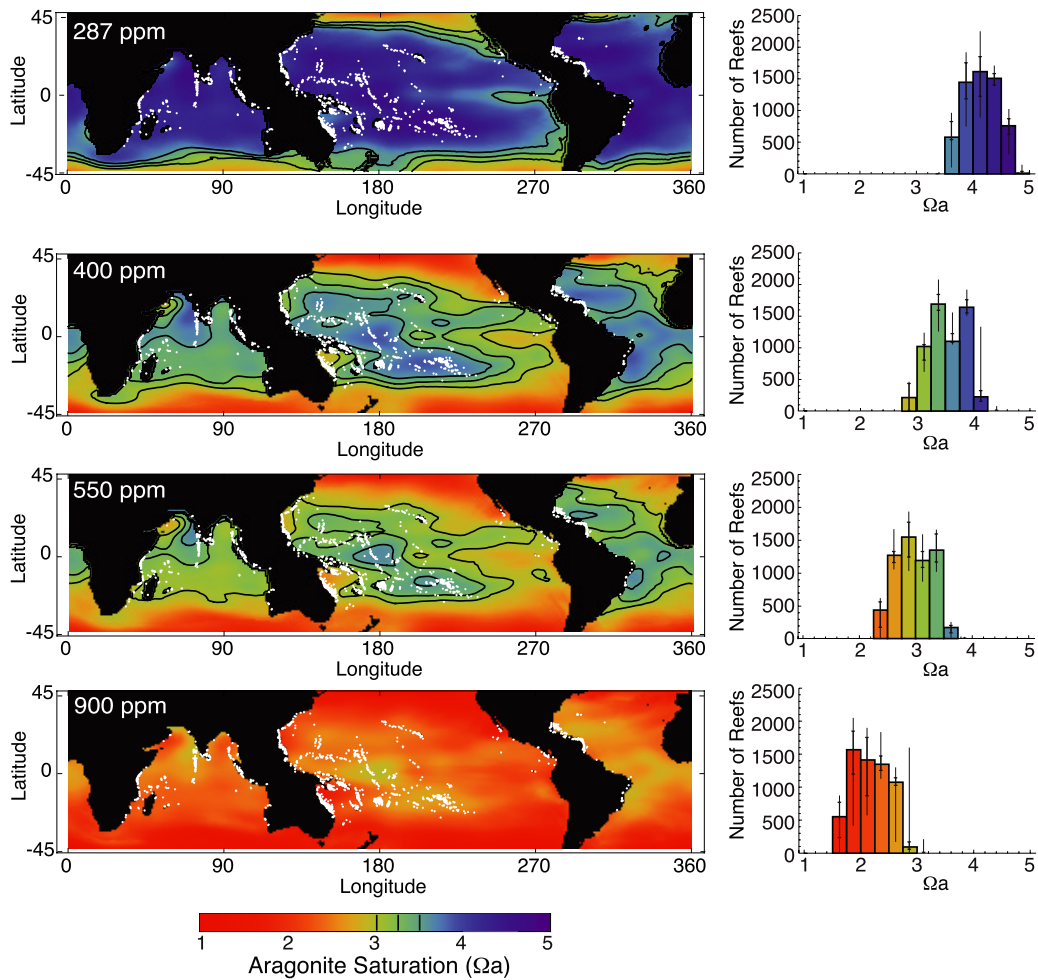 287 ppm
45
0
-45
Latitude
0 90 180 270 360
Longitude
Number of Reefs
2500
2000
1500
1000
500
0
1 2 3 4 5
Ωa
400 ppm
45
0
-45
Latitude
0 90 180 270 360
Longitude
Number of Reefs
2500
2000
1500
1000
500
0
1 2 3 4 5
550 ppm
45
0
-45
Latitude
0 90 180 270 360
Number of Reefs
2500
2000
1500
1000
500
0
1 2 3 4 5
Ωa
900 ppm
45
0
-45
Latitude
0 90 180 270 360
Longitude
Number of Reefs
2500
2000
1500
1000
500
0
1 2 3 4 5
Ωa
1 2 3 4 5
Aragonite Saturation (Ωa)